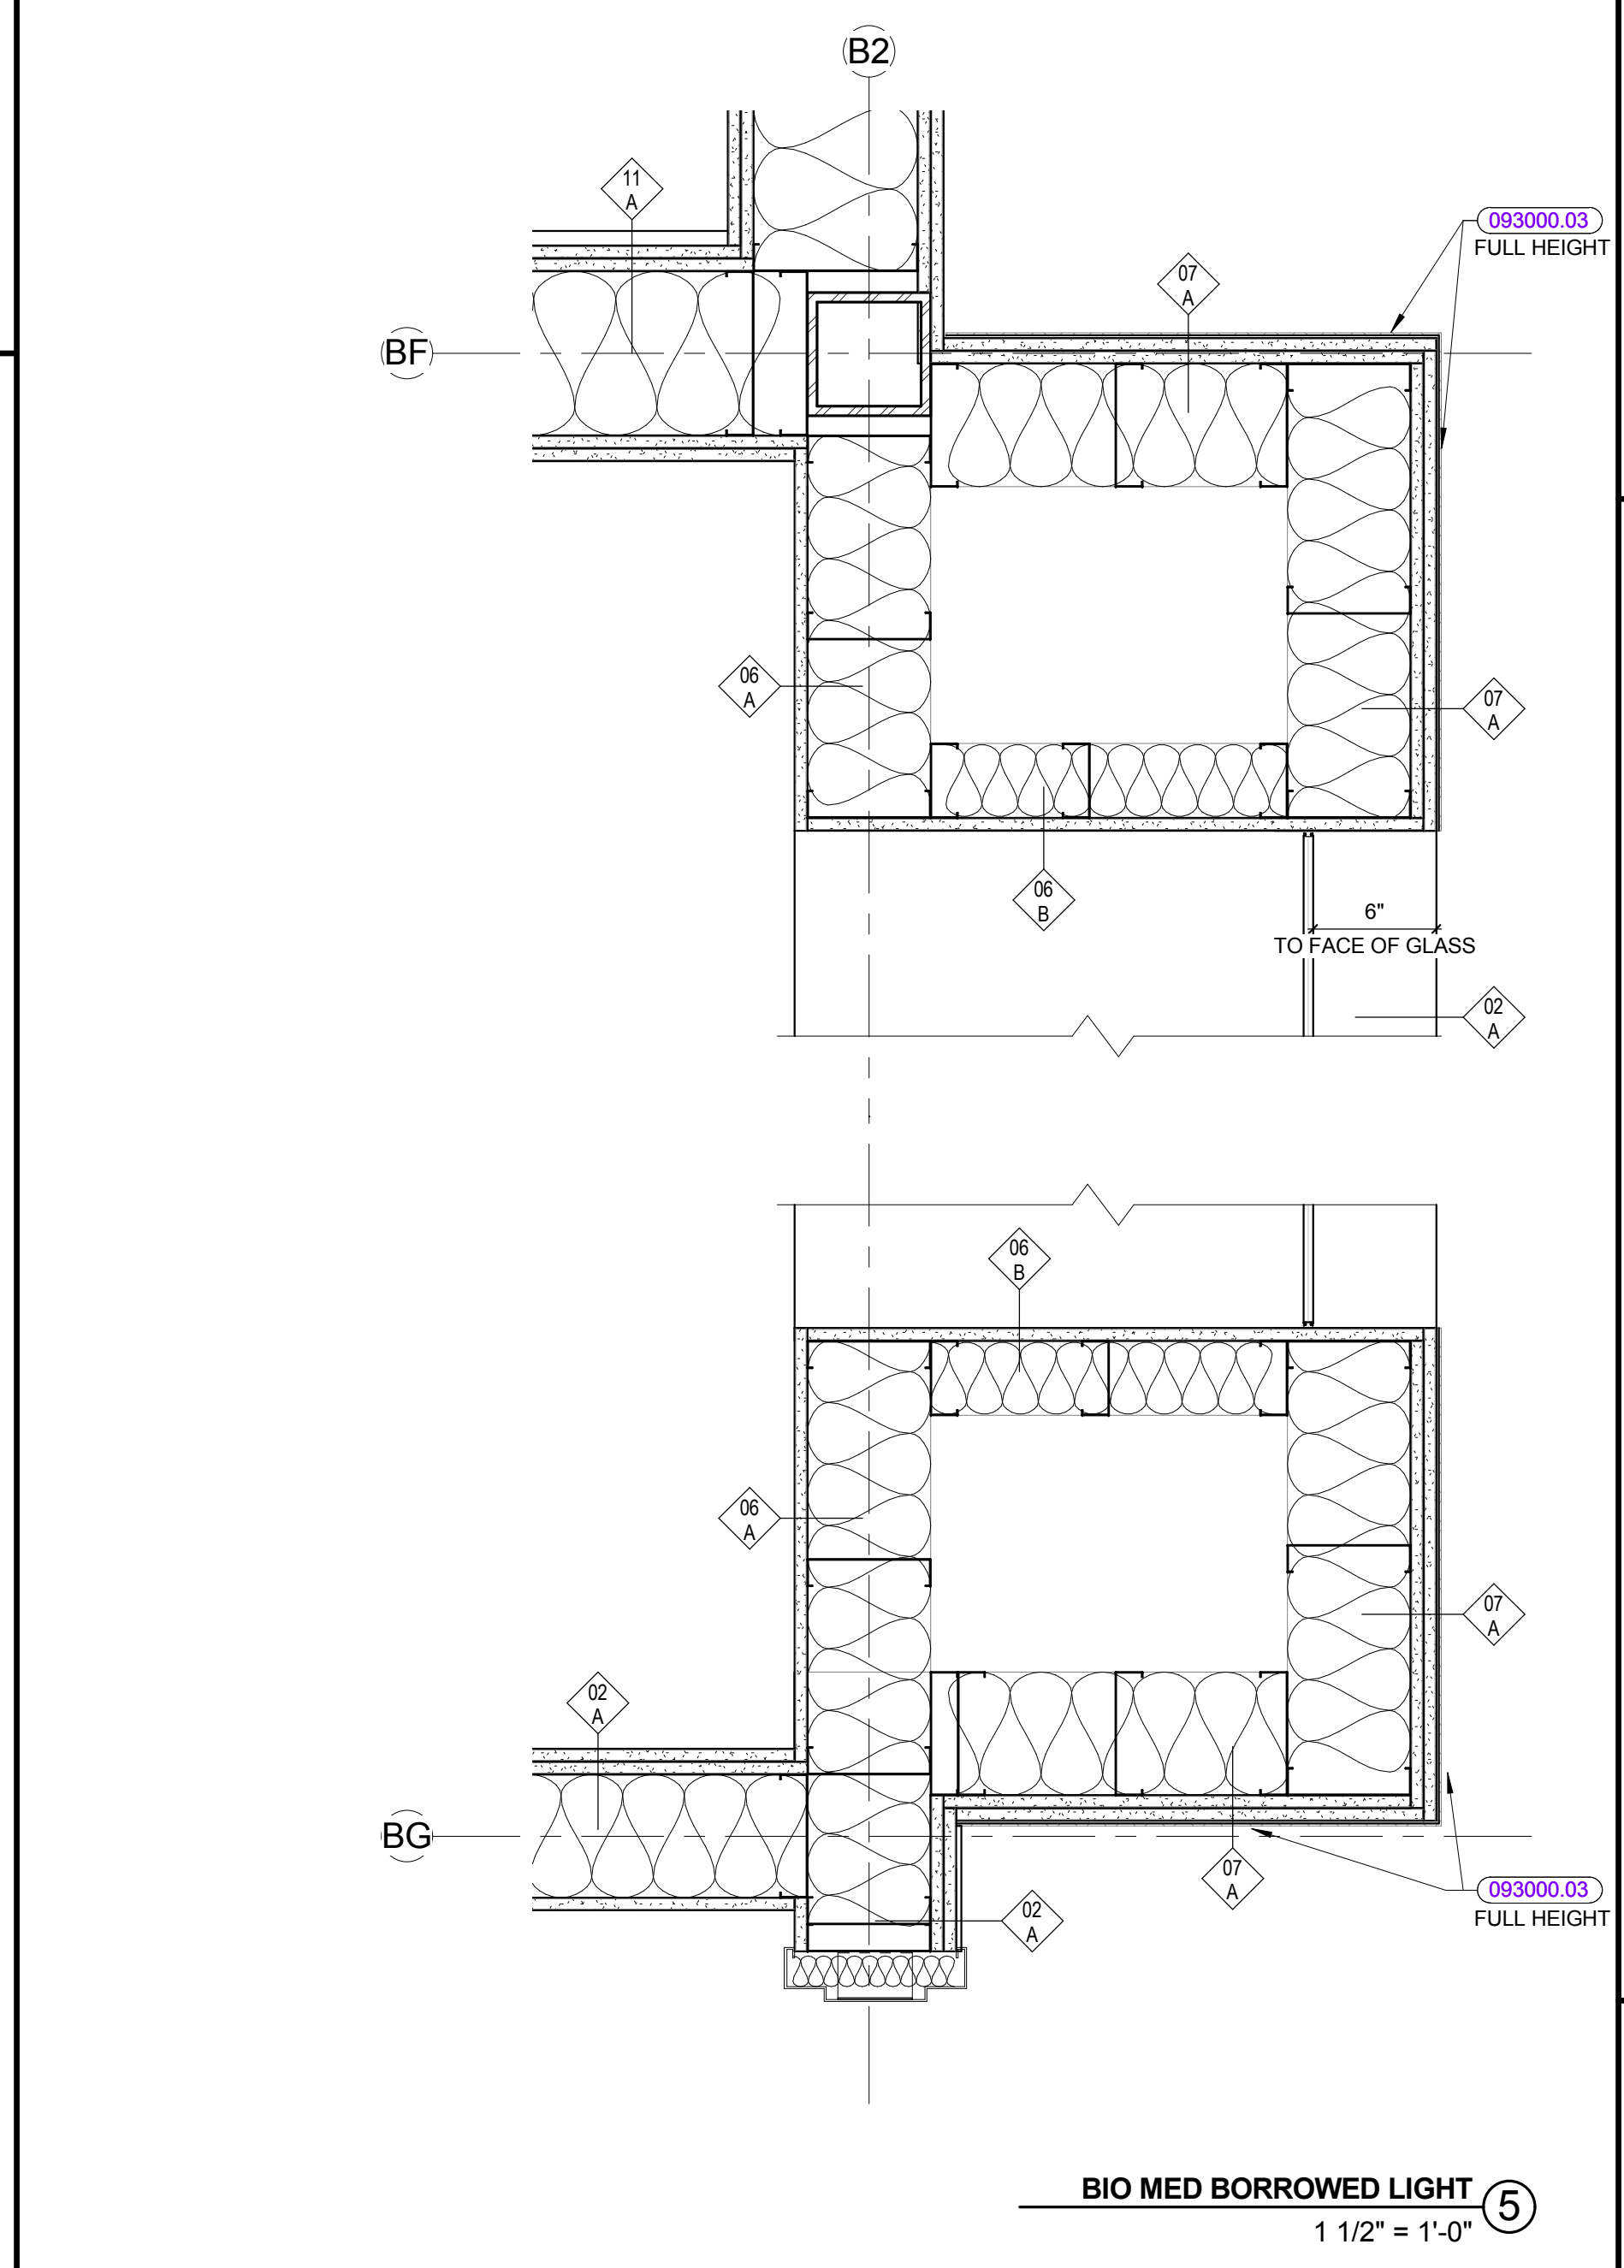 B2
11
A
093000.03
FULL HEIGHT
07
A
BF
06
A
07
A
06
B
6"
TO FACE OF GLASS
02
A
06
B
06
A
07
A
02
A
BG
07
A
093000.03
FULL HEIGHT
02
A
BIO MED BORROWED LIGHT
5
1 1/2" = 1'-0"